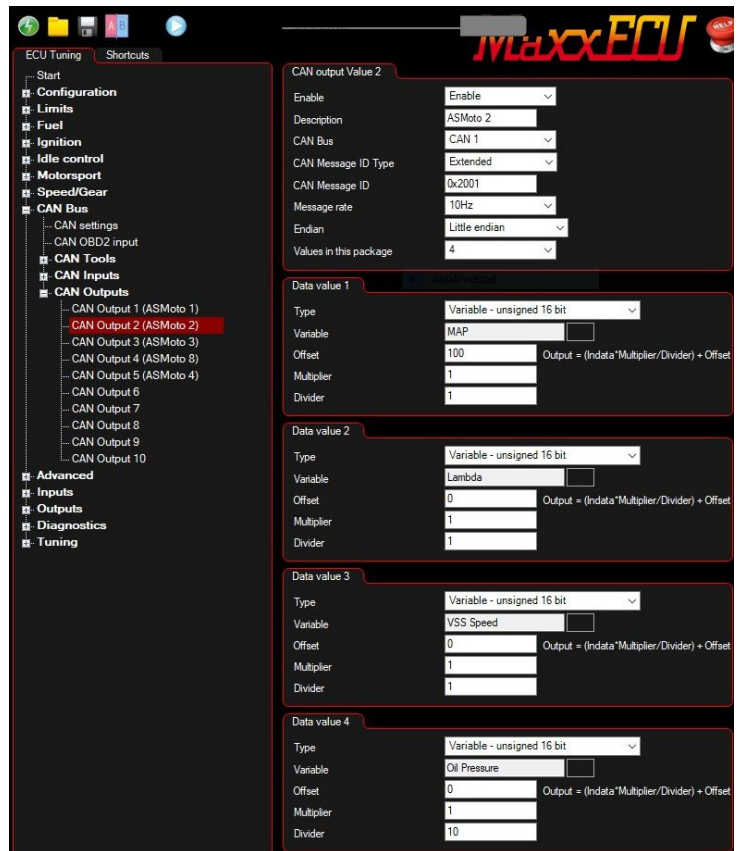 A B
MaxxECU
HELP
ECU Tuning
Shortcuts
Start
Configuration
Limits
Fuel
Ignition
Idle control
Motorsport
Speed/Gear
CAN Bus
CAN settings
CAN OBD2 input
CAN Tools
CAN Inputs
CAN Outputs
CAN Output 1 (ASMoto 1)
CAN Output 2 (ASMoto 2)
CAN Output 3 (ASMoto 3)
CAN Output 4 (ASMoto 8)
CAN Output 5 (ASMoto 4)
CAN Output 6
CAN Output 7
CAN Output 8
CAN Output 9
CAN Output 10
Advanced
Inputs
Outputs
Diagnostics
Tuning
CAN output Value 2
Enable Enable
Description ASMoto 2
CAN Bus CAN 1
CAN Message ID Type Extended
CAN Message ID 0x2001
Message rate 10Hz
Endian Little endian
Values in this package 4
Data value 1
Type Variable - unsigned 16 bit
Variable MAP
Offset 100 Output = (Indata*Multiplier/Divider) + Offset
Multiplier 1
Divider 1
Data value 2
Type Variable - unsigned 16 bit
Variable Lambda
Offset 0 Output = (Indata*Multiplier/Divider) + Offset
Multiplier 1
Divider 1
Data value 3
Type Variable - unsigned 16 bit
Variable VSS Speed
Offset 0 Output = (Indata*Multiplier/Divider) + Offset
Multiplier 1
Divider 1
Data value 4
Type Variable - unsigned 16 bit
Variable Oil Pressure
Offset 0 Output = (Indata*Multiplier/Divider) + Offset
Multiplier 1
Divider 10